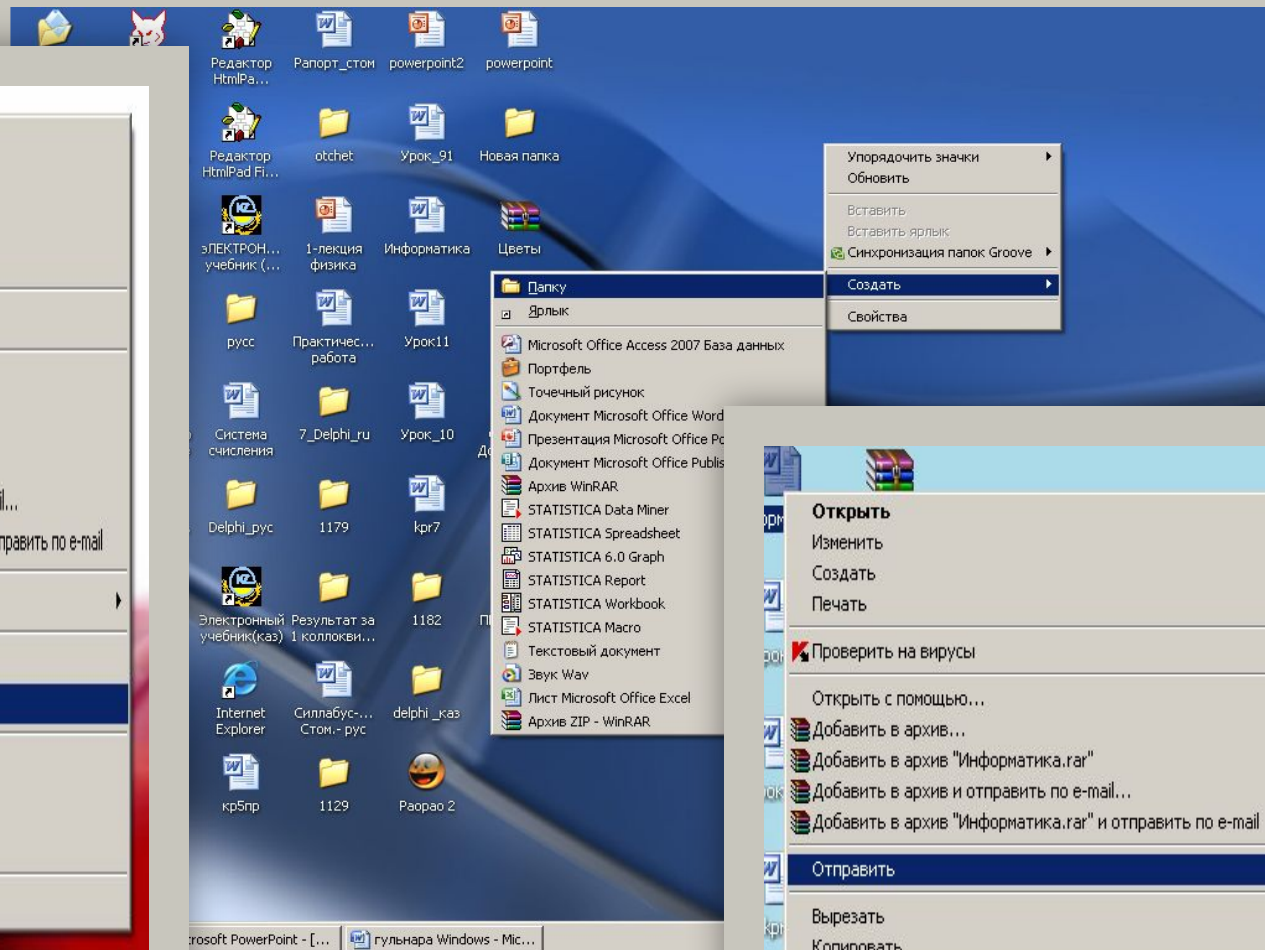 Редактор HtmlPa...
Рапорт_стом
powerpoint2
powerpoint
Редактор HtmlPad Fi...
otchet
Урок_91
Новая папка
эЛЕКТРОН... учебник (...
1-лекция физика
Информатика
Цветы
русс
Практичес... работа
Урок11
Система счисления
7_Delphi_ru
Урок_10
Delphi_рус
1179
kpr7
Электронный учебник(каз)
Результат за 1 коллокви...
1182
Internet Explorer
Силлабус-... Стом.- рус
delphi _каз
кр5пр
1129
Рaopao 2
Упорядочить значки
Обновить
Вставить
Вставить ярлык
Синхронизация папок Groove
Создать
Свойства
Папку
Ярлык
Microsoft Office Access 2007 База данных
Портфель
Точечный рисунок
Документ Microsoft Office Word
Презентация Microsoft Office Po
Документ Microsoft Office Publis
Архив WinRAR
STATISTICA Data Miner
STATISTICA Spreadsheet
STATISTICA 6.0 Graph
STATISTICA Report
STATISTICA Workbook
STATISTICA Macro
Текстовый документ
Звук Wav
Лист Microsoft Office Excel
Архив ZIP - WinRAR
Открыть
Изменить
Создать
Печать
Проверить на вирусы
Открыть с помощью...
Добавить в архив...
Добавить в архив "Информатика.rar"
Добавить в архив и отправить по e-mail...
Добавить в архив "Информатика.rar" и отправить по e-mail
Отправить
Вырезать
Копировать
il...
править по e-mail
crosoft PowerPoint - [...
гульнара Windows - Mic...